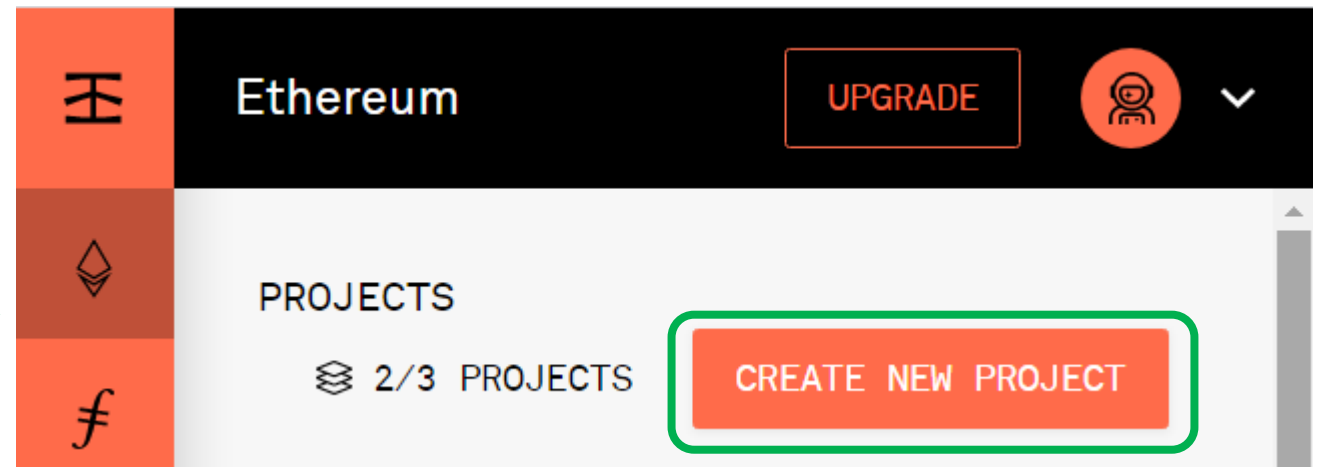 Ethereum
UPGRADE
PROJECTS
2/3 PROJECTS
CREATE NEW PROJECT